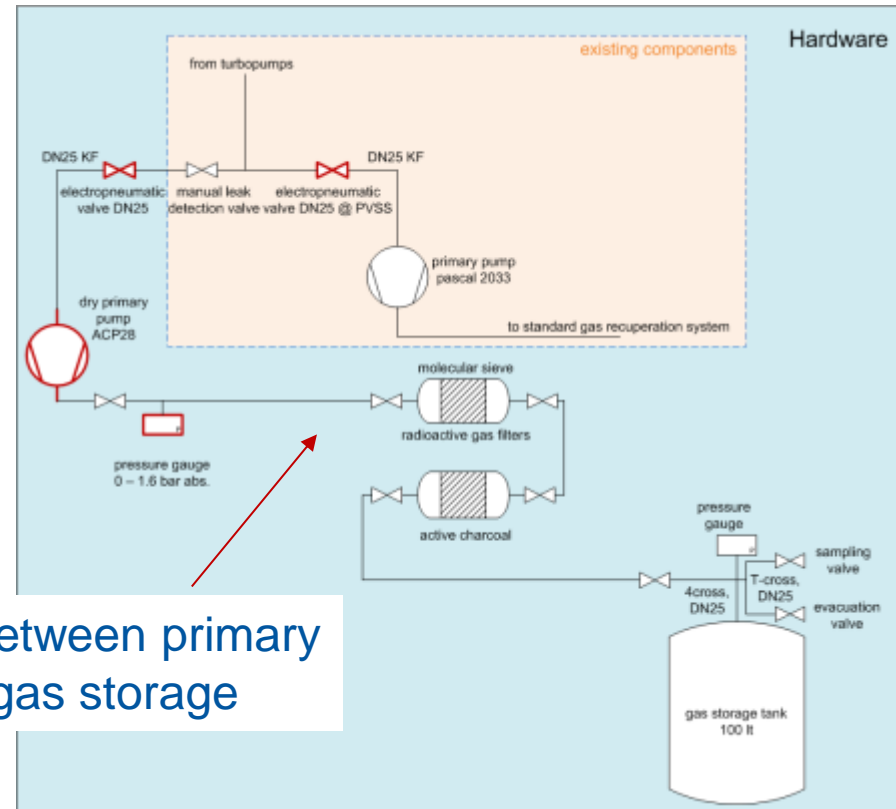 Hardware
existing components
from turbopumps
DN25 KF
DN25 KF
electropneumatic
valve DN25
manual leak
detection valve
electropneumatic
valve DN25 @ PVSS
primary pump
pascal 2033
dry primary
pump
ACP28
to standard gas recuperation system
molecular sieve
radioactive gas filters
P
pressure gauge
0 – 1.6 bar abs.
active charcoal
pressure
gauge
P
sampling
valve
4cross,
DN25
T-cross,
DN25
evacuation
valve
etween primary
gas storage
gas storage tank
100 lt